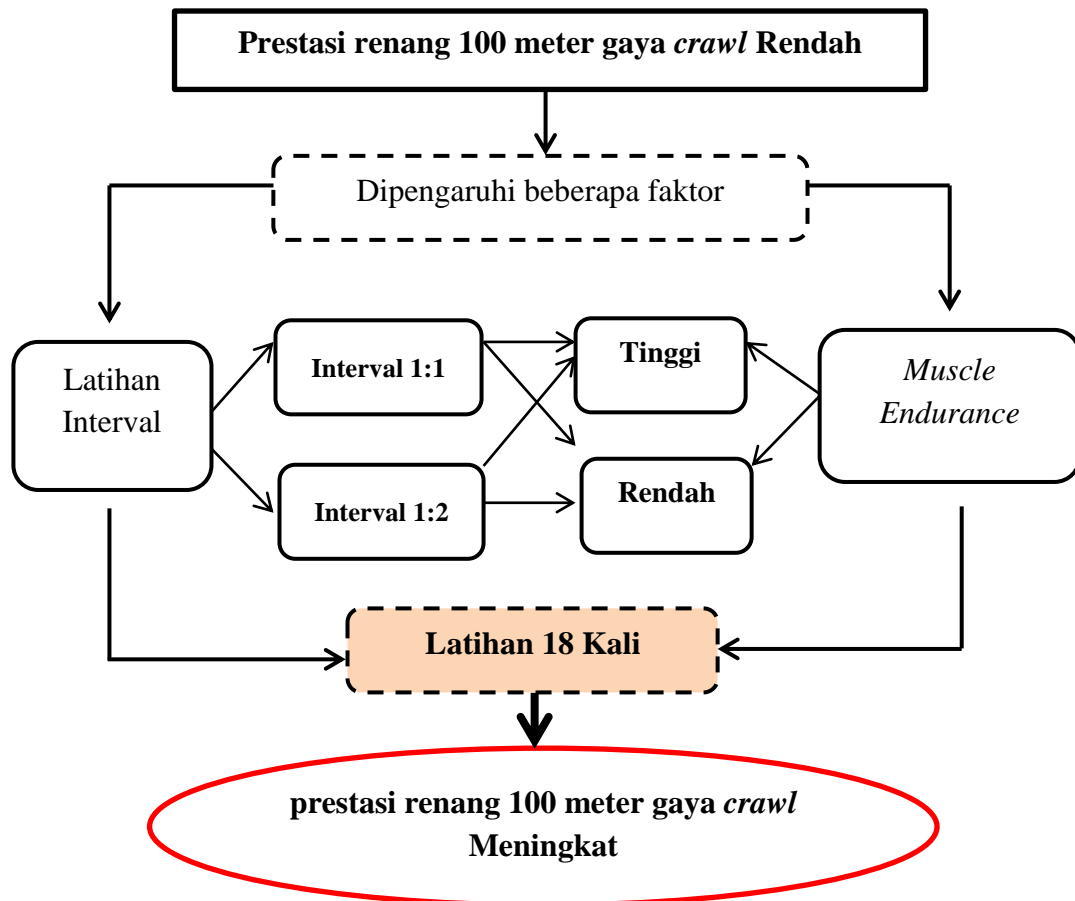 Prestasi renang 100 meter gaya crawl Rendah
Dipengaruhi beberapa faktor
Latihan
Interval
Interval 1:1
Interval 1:2
Tinggi
Rendah
Muscle
Endurance
Latihan 18 Kali
prestasi renang 100 meter gaya crawl
Meningkat